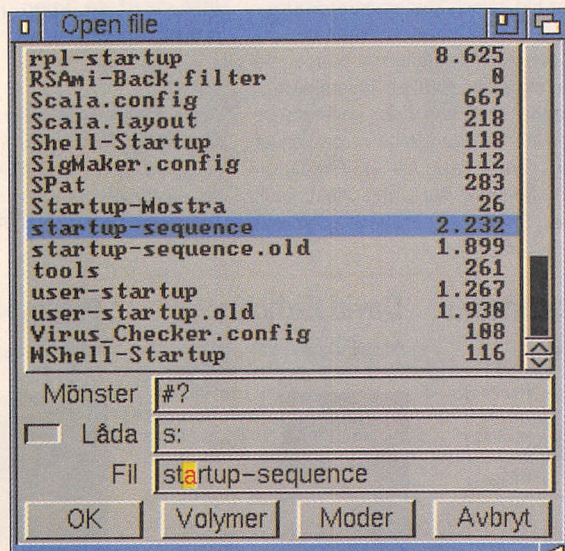 Open file
rpl-startup 8.625
RSAmi-Back.filter 0
Scala.config 667
Scala.layout 218
Shell-Startup 118
SigMaker.config 112
SPat 283
Startup-Mostra 26
startup-sequence 2.232
startup-sequence.old 1.899
tools 261
user-startup 1.267
user-startup.old 1.930
Virus_Checker.config 108
WShell-Startup 116
Mönster #?
Låda s:
Fil startup-sequence
OK Volymer Moder Avbryt